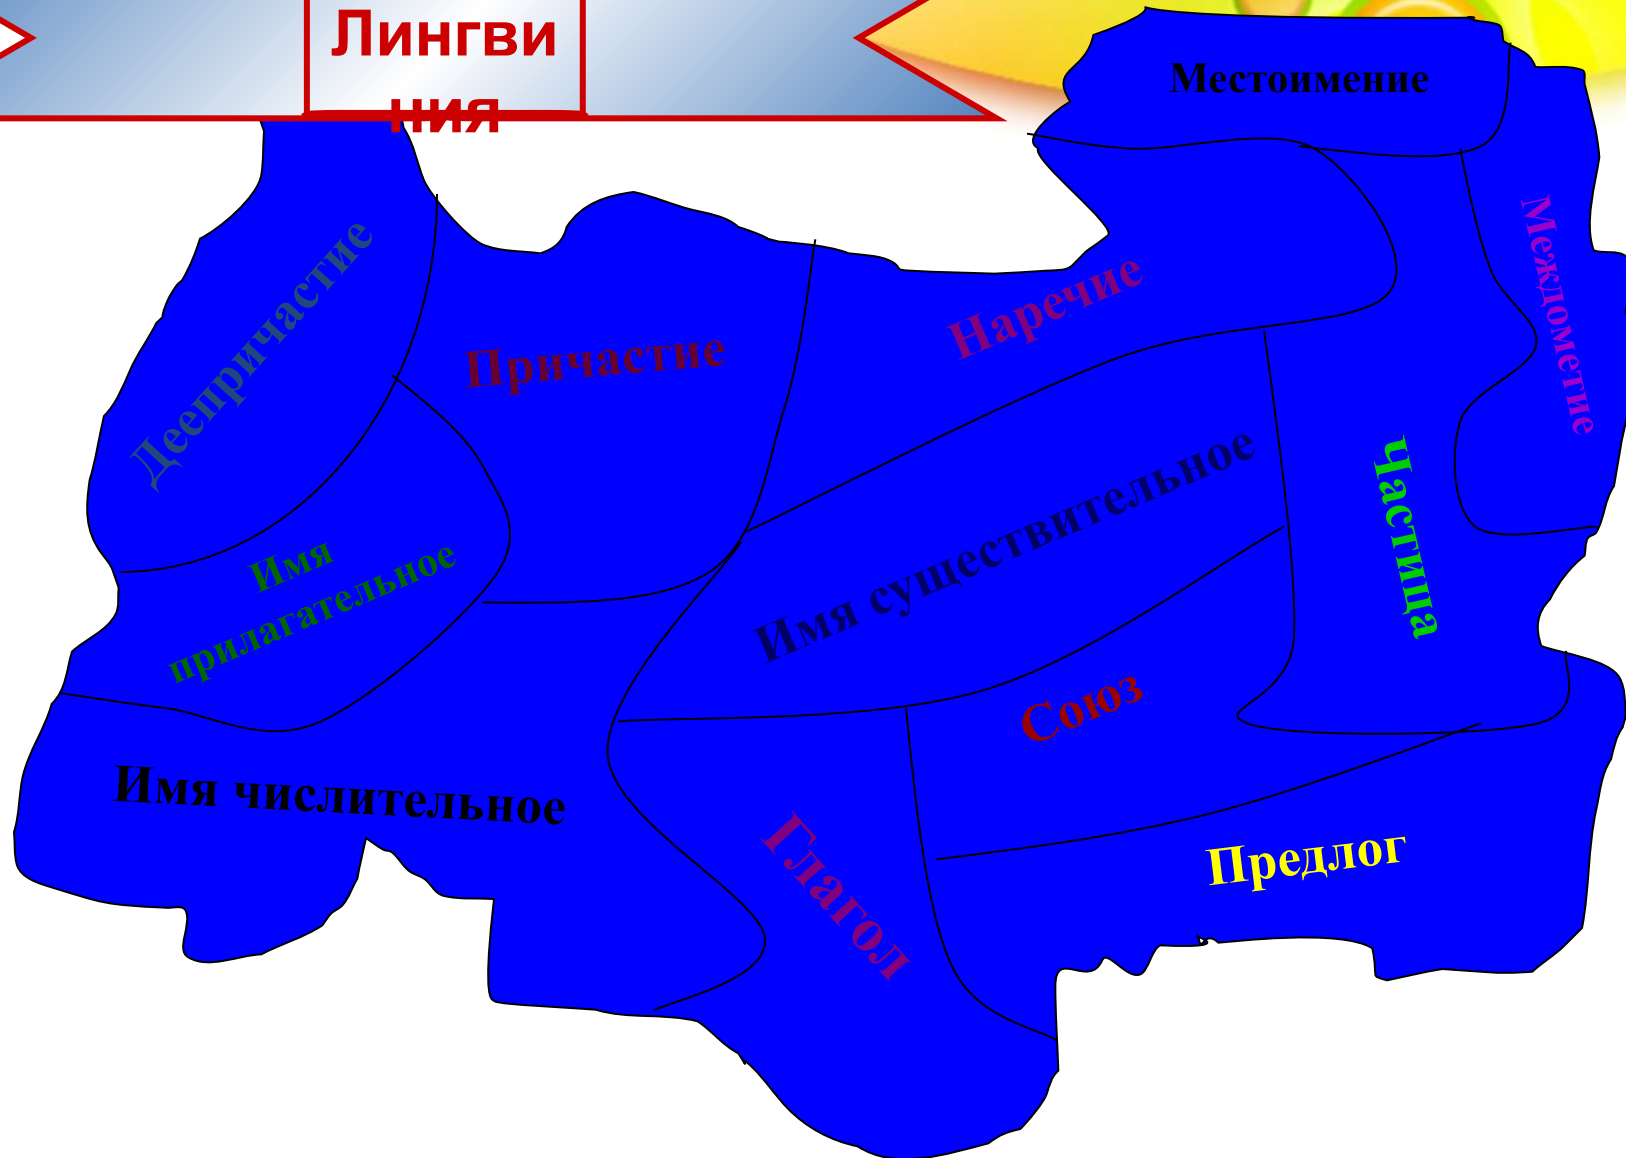 Лингви
ния
Местоимение
Междометие
Деепричастие
Причастие
Наречие
Имя существительное
Частица
Имя
прилагательное
Союз
Имя числительное
Глагол
Предлог